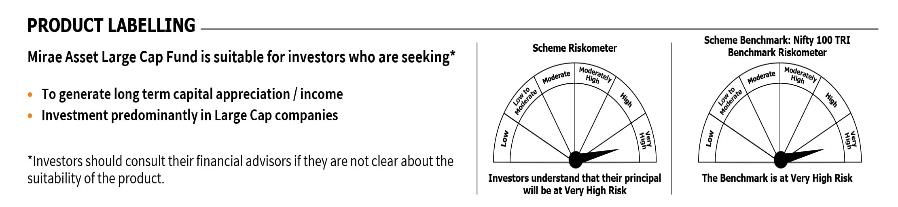 PRODUCT LABELLING
Mirae Asset Large Cap Fund is suitable for investors who are seeking*
• To generate long term capital appreciation / income
• Investment predominantly in Large Cap companies
*Investors should consult their financial advisors if they are not clear about the
suitability of the product.
Scheme Riskometer
Low
Low to
Moderate
Moderate
Moderately
High
High
Very
High
Investors understand that their principal
will be at Very High Risk
Scheme Benchmark: Nifty 100 TRI
Benchmark Riskometer
Low
Low to
Moderate
Moderate
Moderately
High
High
Very
High
The Benchmark is at Very High Risk